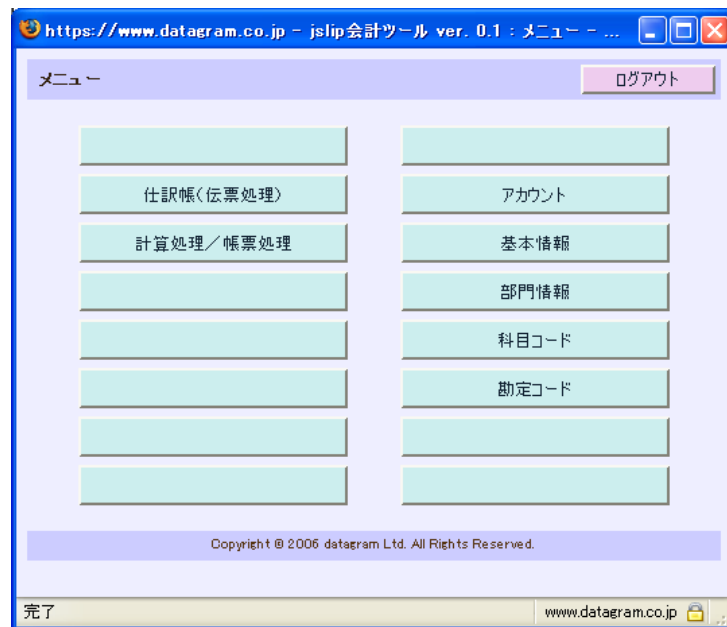 https://www.datagram.co.jp - jslip会計ツール ver. 0.1 : メニュー - ...
メニュー
ログアウト
仕訳帳(伝票処理)
アカウント
計算処理／帳票処理
基本情報
部門情報
科目コード
勘定コード
Copyright © 2006 datagram Ltd. All Rights Reserved.
完了
www.datagram.co.jp